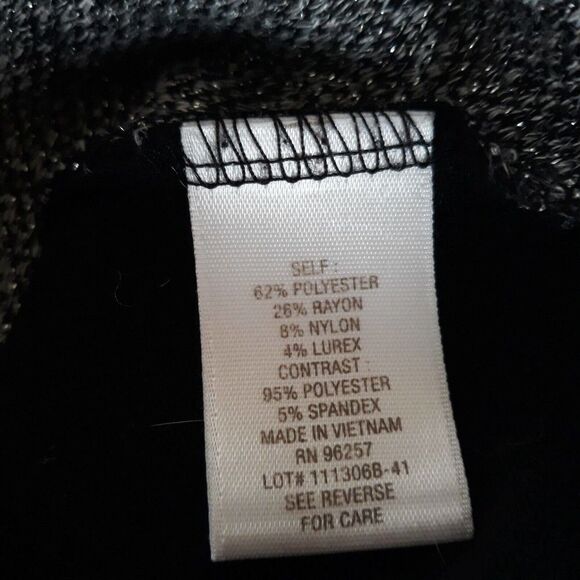 SELF :
62% POLYESTER
26% RAYON
8% NYLON
4% LUREX
CONTRAST :
95% POLYESTER
5% SPANDEX
MADE IN VIETNAM
RN 96257
LOT# 111306B-41
SEE REVERSE
FOR CARE